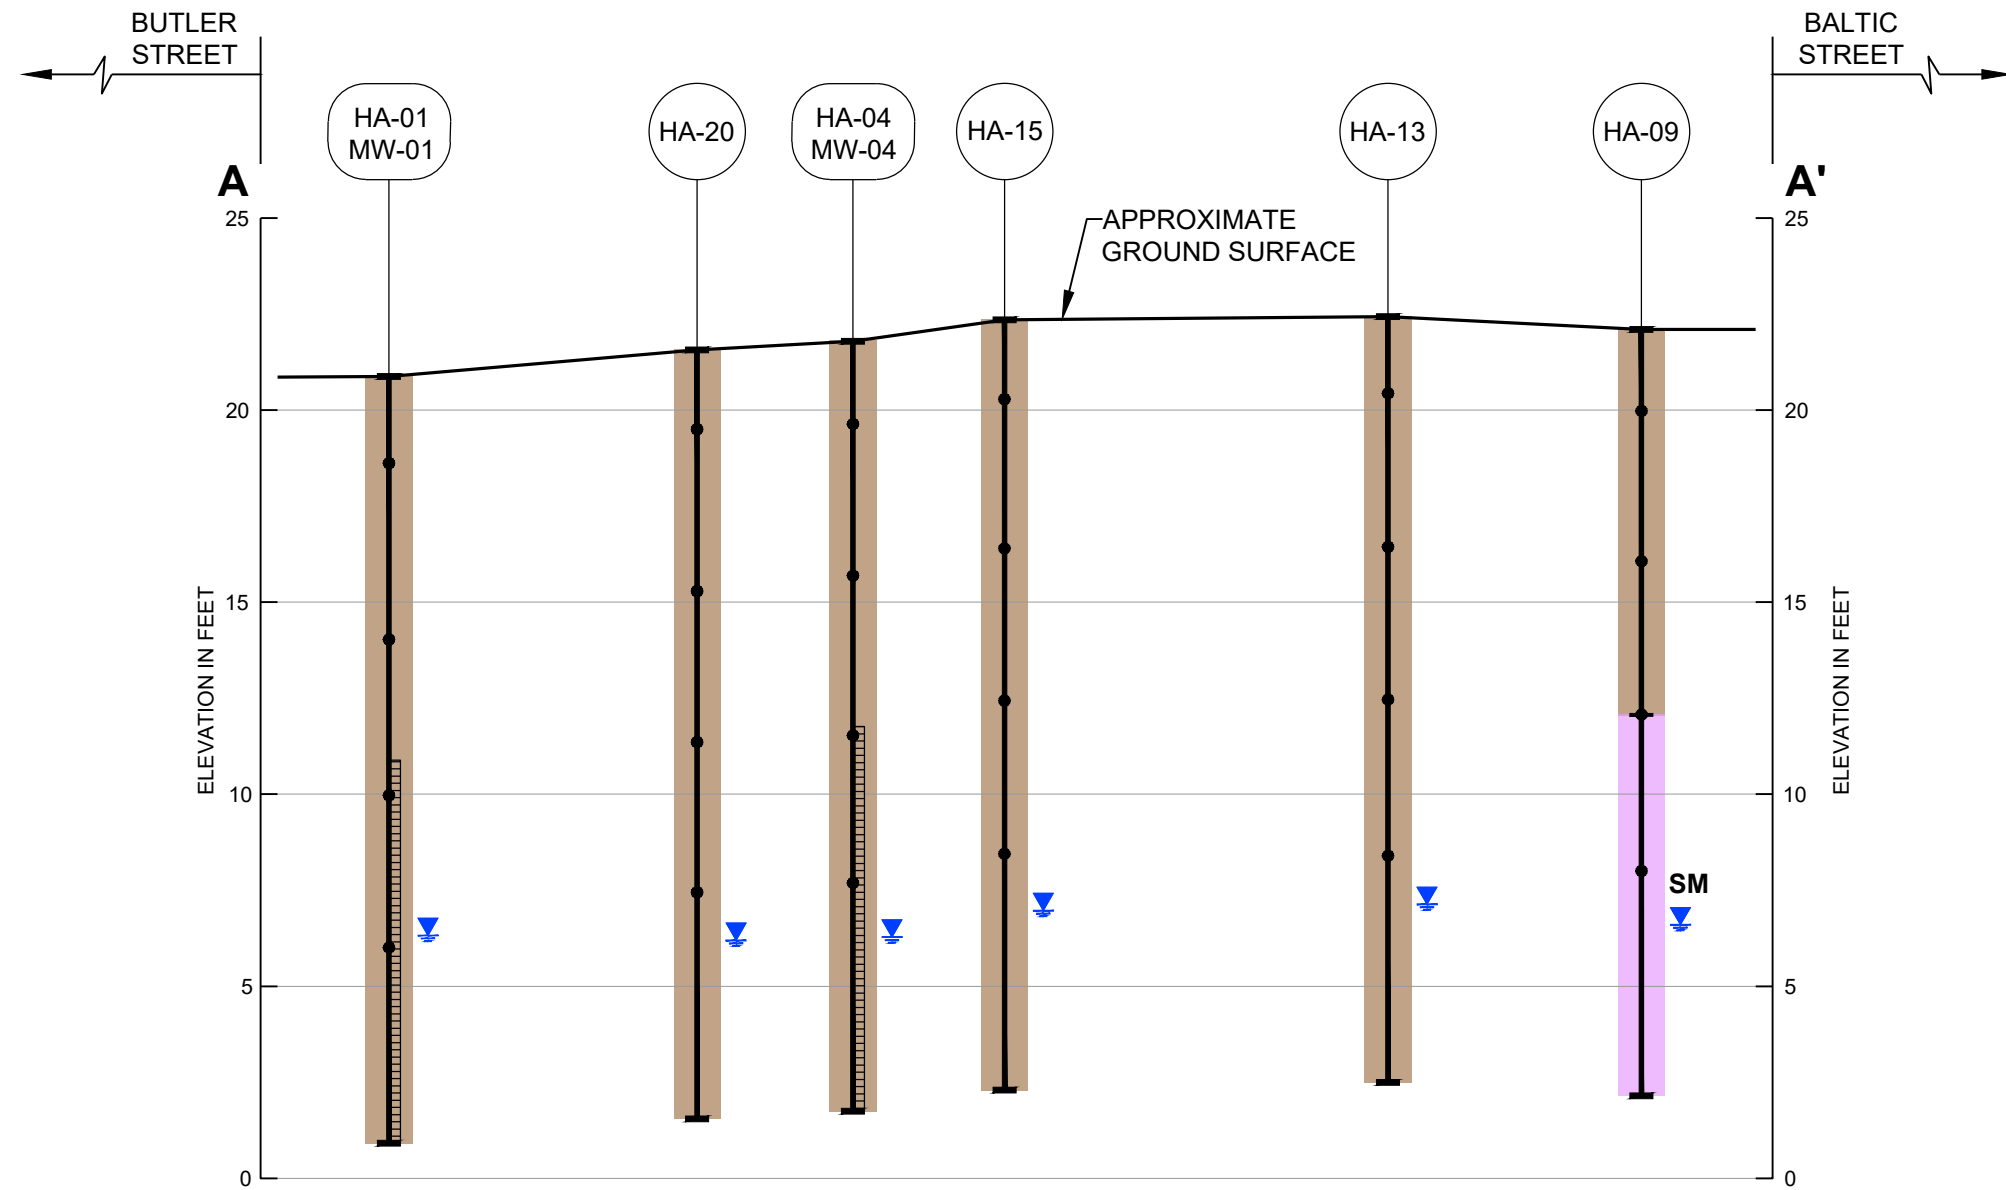 BUTLER
STREET
BALTIC
STREET
HA-01
MW-01
HA-20
HA-04
MW-04
HA-15
HA-13
HA-09
A
A'
APPROXIMATE
GROUND SURFACE
25
20
15
10
5
0
ELEVATION IN FEET
SM
25
20
15
10
5
0
ELEVATION IN FEET